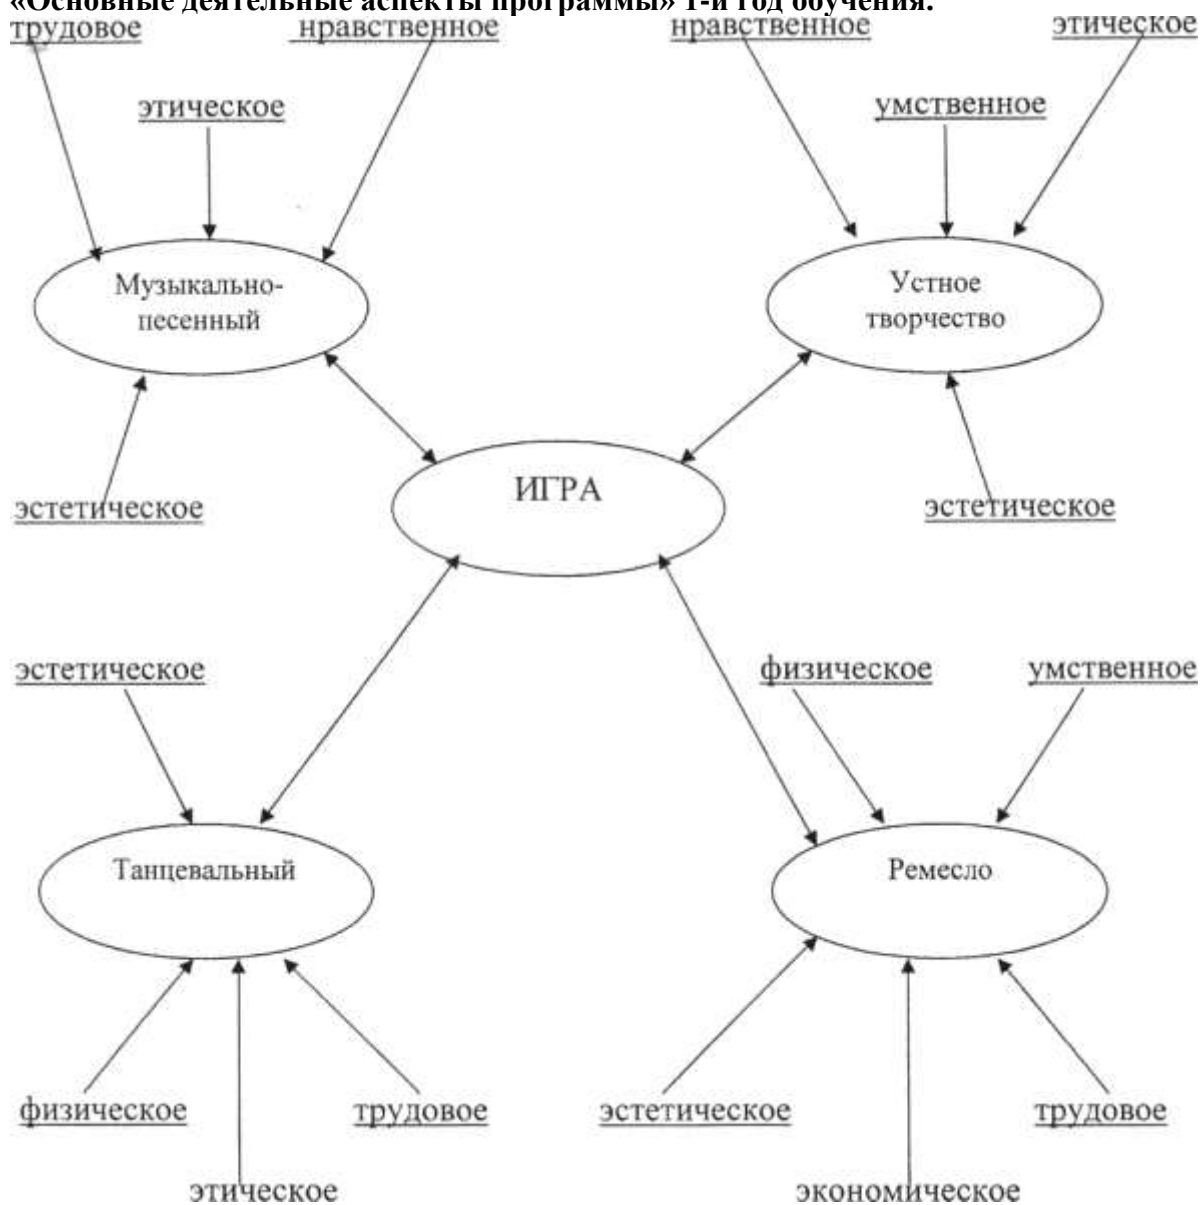 «Основные деятельные аспекты программы» 1-й год обучения.
трудовое нравственное нравственное этическое
этическое умственное
Музыкально-
песенный
Устное
творчество
эстетическое эстетическое
ИГРА
эстетическое физическое умственное
Танцевальный Ремесло
физическое трудовое эстетическое трудовое
этическое экономическое